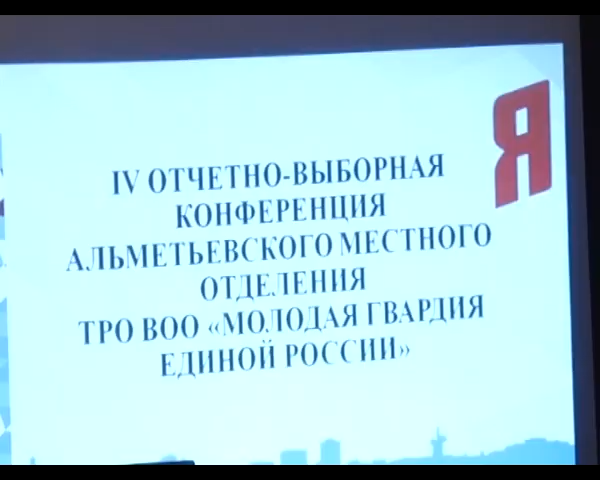 Я
IV ОТЧЕТНО-ВЫБОРНАЯ
КОНФЕРЕНЦИЯ
АЛЬМЕТЬЕВСКОГО МЕСТНОГО
ОТДЕЛЕНИЯ
ТРО ВОО «МОЛОДАЯ ГВАРДИЯ
ЕДИНОЙ РОССИИ»